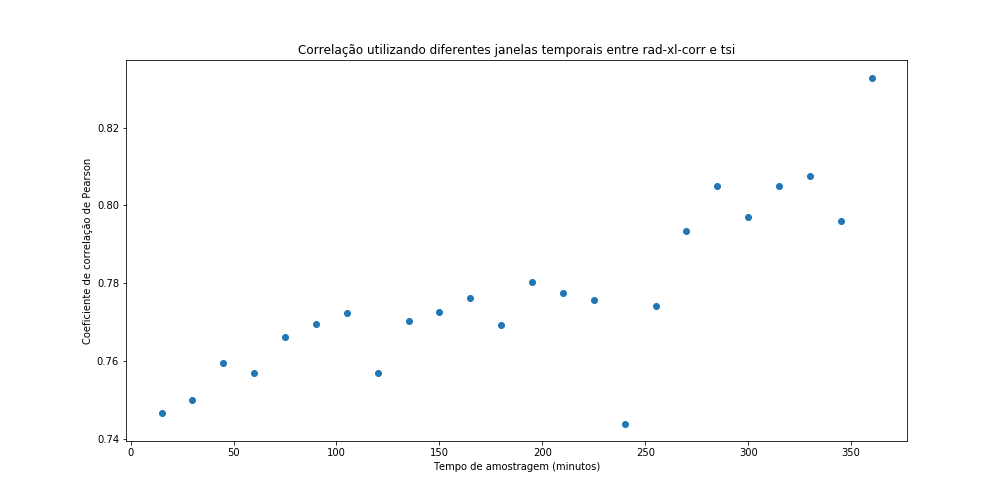 Correlação utilizando diferentes janelas temporais entre rad-xl-corr e tsi
Coeficiente de correlação de Pearson
0.82
0.80
0.78
0.76
0.74
0 50 100 150 200 250 300 350
Tempo de amostragem (minutos)